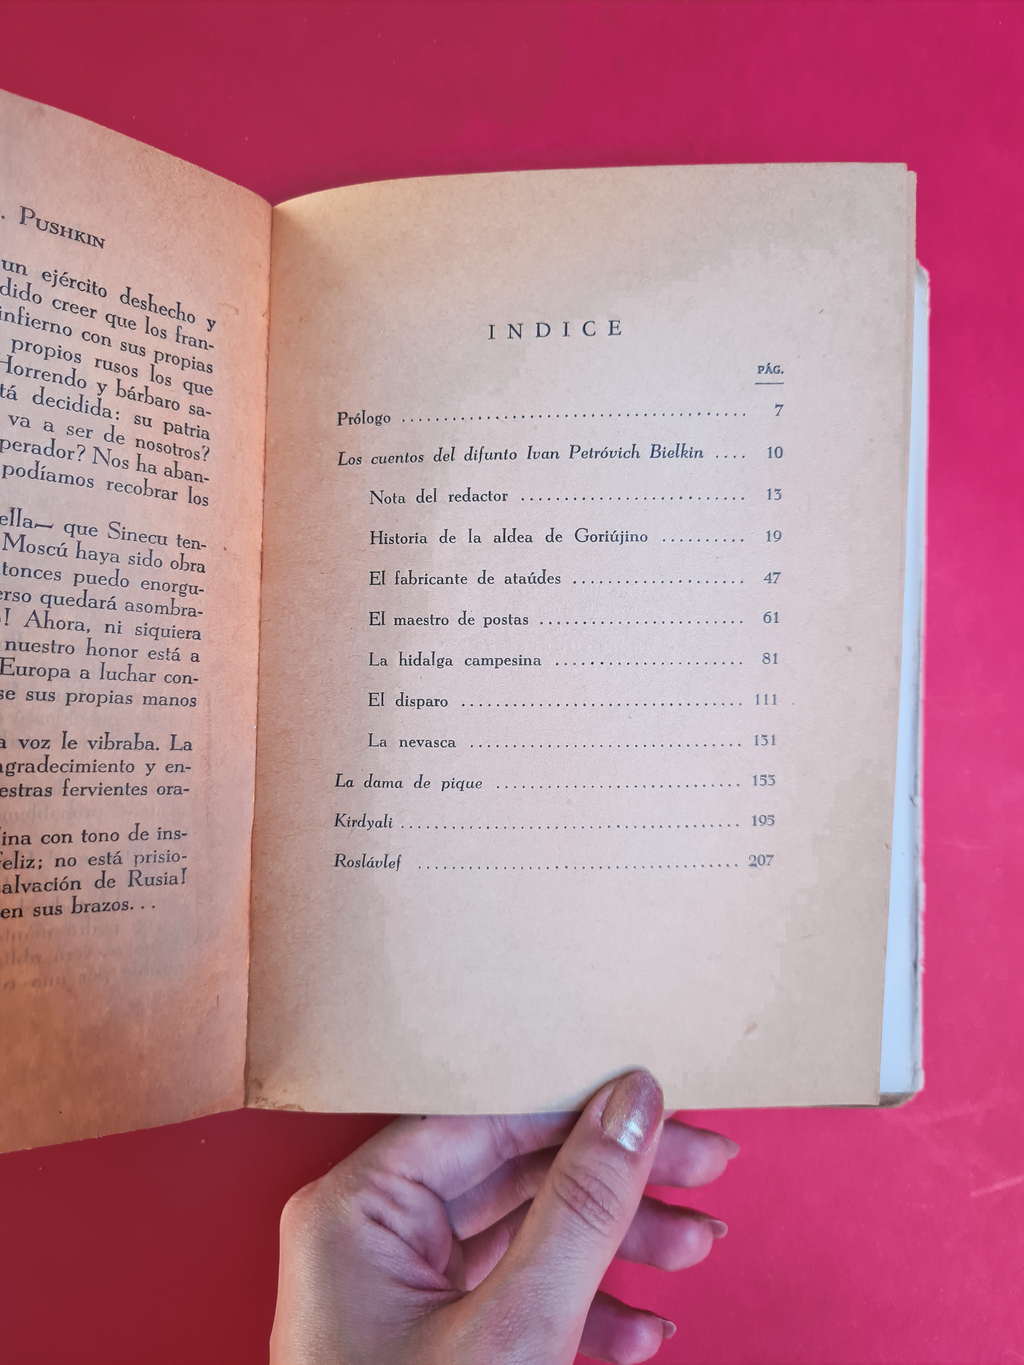 . PUSHKIN
un ejército deshecho y
dido creer que los fran-
infierno con sus propias
propios rusos los que
Horrendo y bárbaro sa-
tá decidida: su patria
va a ser de nosotros?
perador? Nos ha aban-
podíamos recobrar los
ella— que Sinecu ten-
Moscú haya sido obra
tonces puedo enorgu-
erso quedará asombra-
! Ahora, ni siquiera
nuestro honor está a
Europa a luchar con-
se sus propias manos
a voz le vibraba. La
agradecimiento y en-
estras fervientes ora-
ina con tono de ins-
feliz; no está prisio-
alvación de Rusia!
en sus brazos...
INDICE
PÁG.
Prólogo ........................................ 7
Los cuentos del difunto Ivan Petróvich Bielkin .... 10
Nota del redactor .......................... 13
Historia de la aldea de Goriújino .......... 19
El fabricante de ataúdes .................... 47
El maestro de postas ........................ 61
La hidalga campesina ...................... 81
El disparo ................................. 111
La nevasca ................................ 131
La dama de pique ............................. 153
Kirdyali ........................................ 195
Roslávlef ...................................... 207